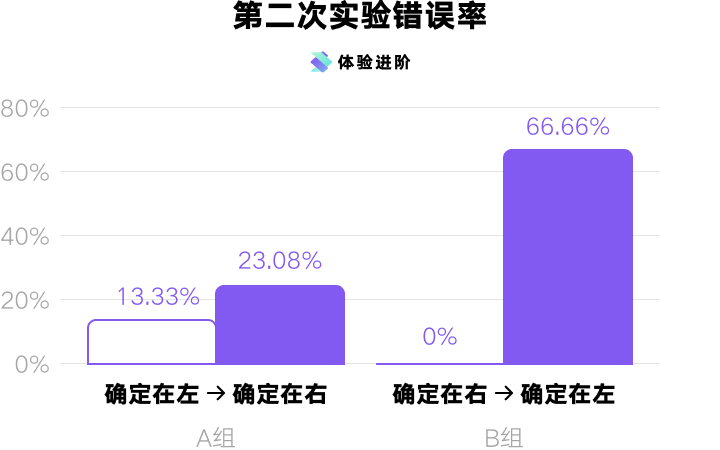 第二次实验错误率
体验进阶
80%
66.66%
60%
40%
23.08%
20%
13.33%
0%
0%
确定在左 → 确定在右
确定在右 → 确定在左
A组
B组